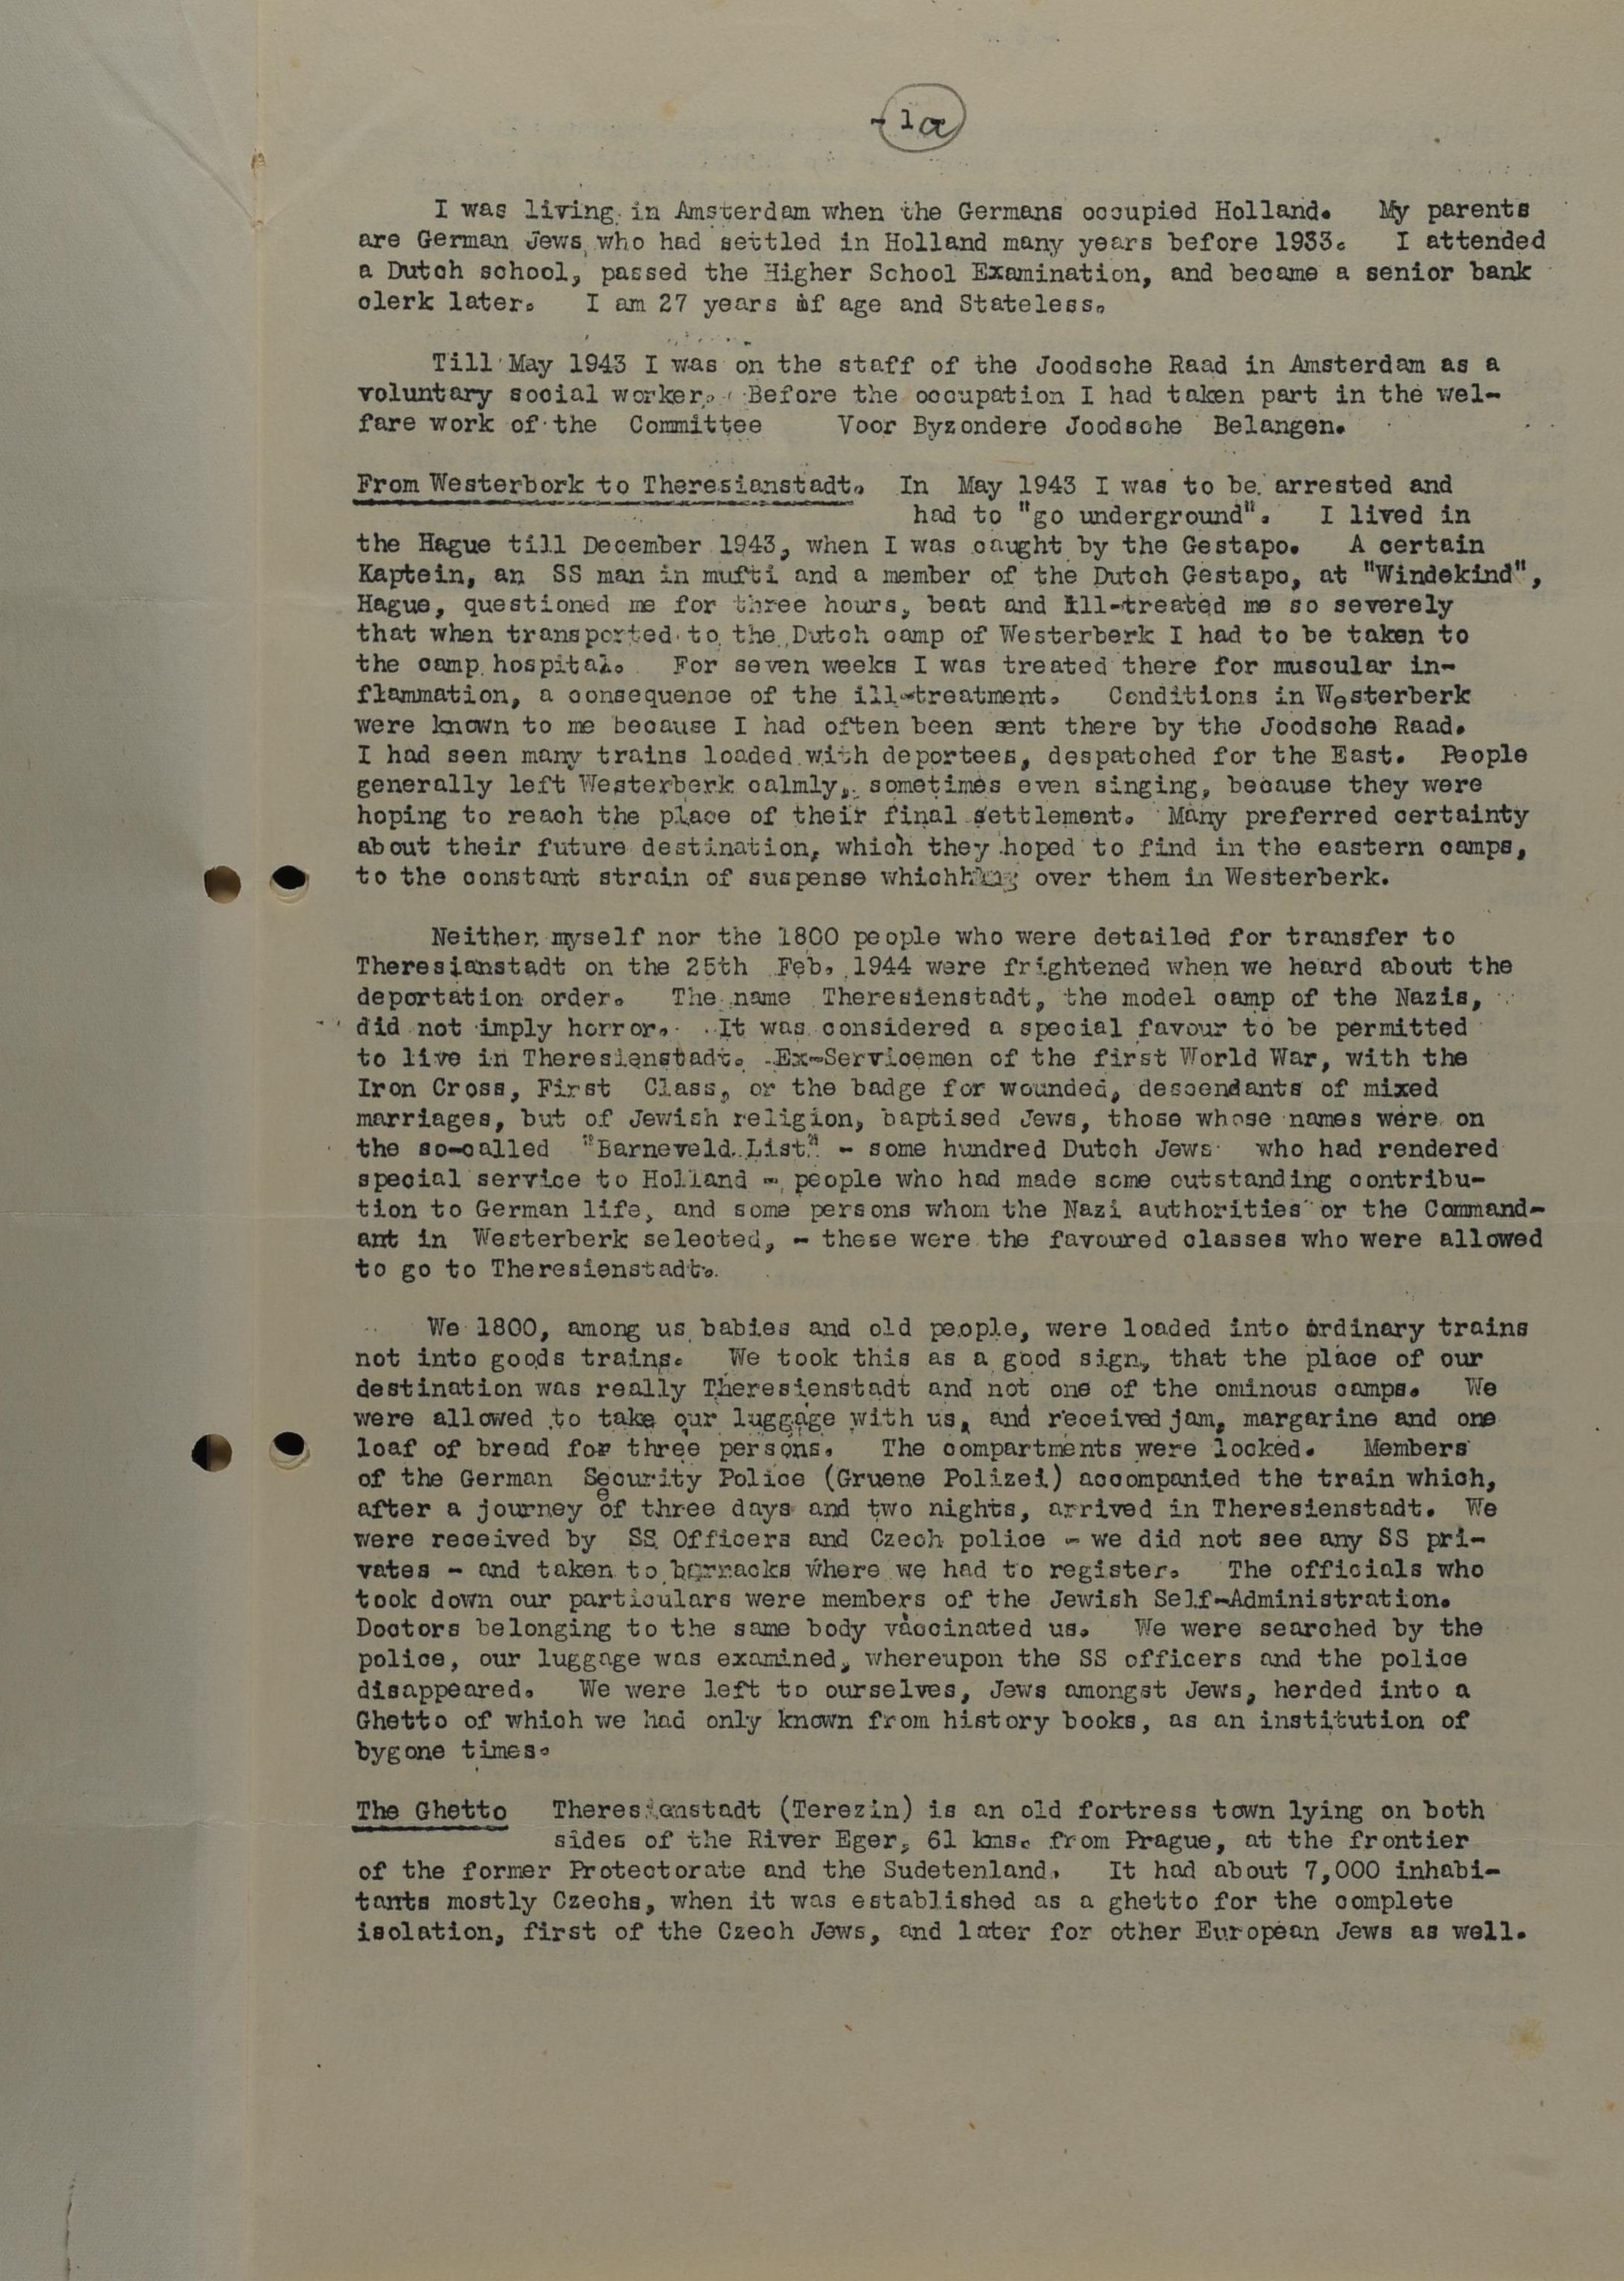 - 1a
I was living in Amsterdam when the Germans occupied Holland. My parents
are German Jews who had settled in Holland many years before 1933. I attended
a Dutch school, passed the Higher School Examination, and became a senior bank
clerk later. I am 27 years of age and Stateless.
Till May 1943 I was on the staff of the Joodsche Raad in Amsterdam as a
voluntary social worker. Before the occupation I had taken part in the wel-
fare work of the Committee Voor Byzondere Joodsche Belangen.
From Westerbork to Theresianstadt. In May 1943 I was to be arrested and
had to "go underground". I lived in
the Hague till December 1943, when I was caught by the Gestapo. A certain
Kaptein, an SS man in mufti and a member of the Dutch Gestapo, at "Windekind",
Hague, questioned me for three hours, beat and ill-treated me so severely
that when transported to the Dutch camp of Westerberk I had to be taken to
the camp hospital. For seven weeks I was treated there for muscular in-
flammation, a consequence of the ill-treatment. Conditions in Westerberk
were known to me because I had often been sent there by the Joodsche Raad.
I had seen many trains loaded with deportees, despatched for the East. People
generally left Westerberk calmly, sometimes even singing, because they were
hoping to reach the place of their final settlement. Many preferred certainty
about their future destination, which they hoped to find in the eastern camps,
to the constant strain of suspense which over them in Westerberk.
Neither myself nor the 1800 people who were detailed for transfer to
Theresianstadt on the 25th Feb. 1944 were frightened when we heard about the
deportation order. The name Theresienstadt, the model camp of the Nazis,
did not imply horror. It was considered a special favour to be permitted
to live in Theresienstadt. Ex-Servicemen of the first World War, with the
Iron Cross, First Class, or the badge for wounded, descendants of mixed
marriages, but of Jewish religion, baptised Jews, those whose names were on
the so-called "Barneveld List" - some hundred Dutch Jews who had rendered
special service to Holland - people who had made some outstanding contribu-
tion to German life, and some persons whom the Nazi authorities or the Command-
ant in Westerberk selected, - these were the favoured classes who were allowed
to go to Theresienstadt.
We 1800, among us babies and old people, were loaded into ordinary trains
not into goods trains. We took this as a good sign, that the place of our
destination was really Theresienstadt and not one of the ominous camps. We
were allowed to take our luggage with us, and received jam, margarine and one
loaf of bread for three persons. The compartments were locked. Members
of the German Security Police (Gruene Polizei) accompanied the train which,
after a journey of three days and two nights, arrived in Theresienstadt. We
were received by SS Officers and Czech police - we did not see any SS pri-
vates - and taken to barracks where we had to register. The officials who
took down our particulars were members of the Jewish Self-Administration.
Doctors belonging to the same body vaccinated us. We were searched by the
police, our luggage was examined, whereupon the SS officers and the police
disappeared. We were left to ourselves, Jews amongst Jews, herded into a
Ghetto of which we had only known from history books, as an institution of
bygone times.
The Ghetto Theresienstadt (Terezin) is an old fortress town lying on both
sides of the River Eger, 61 kms. from Prague, at the frontier
of the former Protectorate and the Sudetenland. It had about 7,000 inhabi-
tants mostly Czechs, when it was established as a ghetto for the complete
isolation, first of the Czech Jews, and later for other European Jews as well.